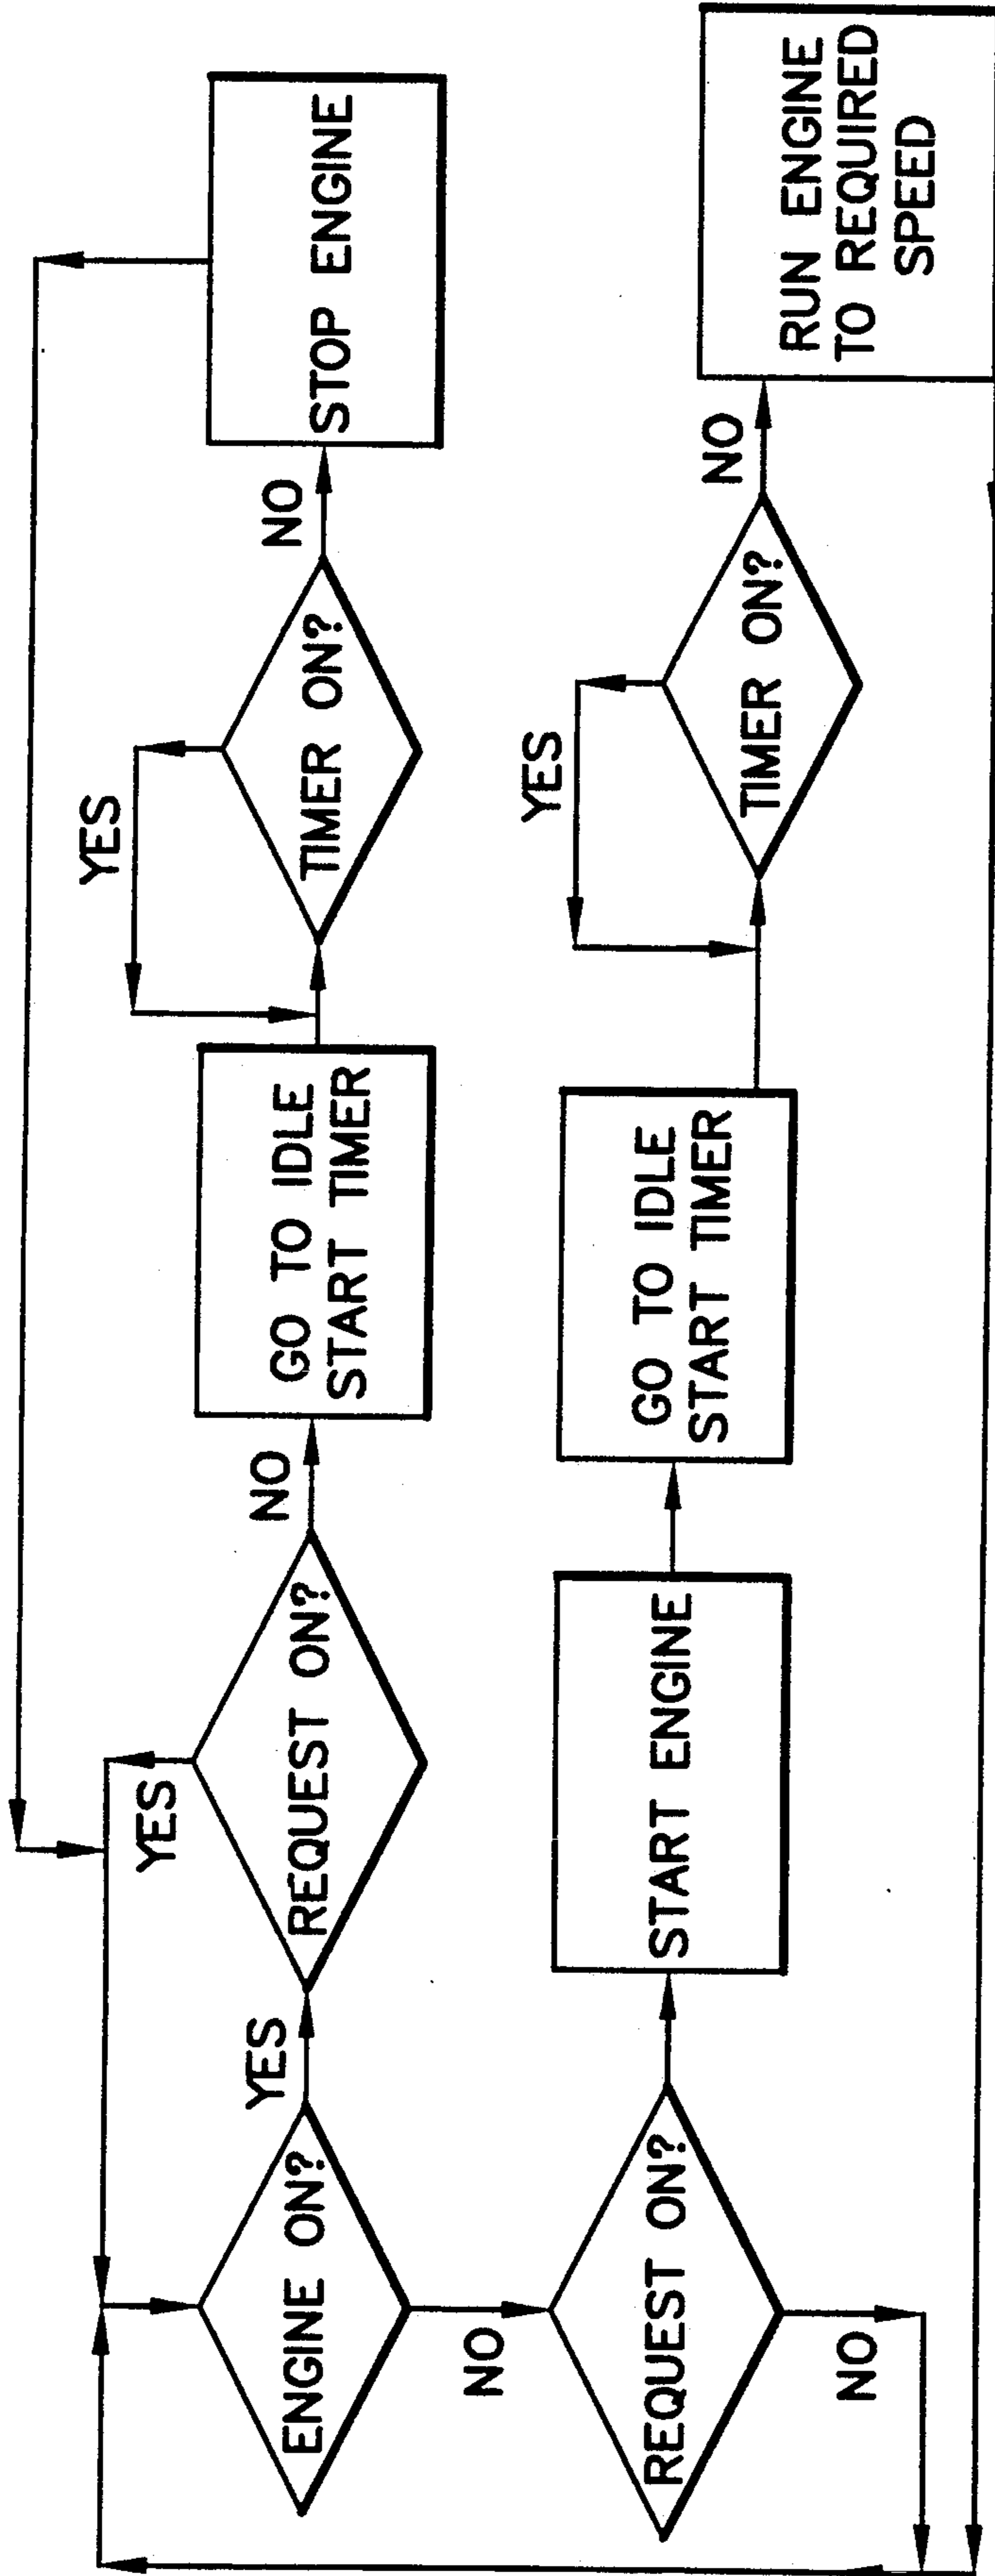 ENGINE ON?
YES
REQUEST ON?
YES
NO
GO TO IDLE
START TIMER
TIMER ON?
YES
NO
STOP ENGINE
NO
REQUEST ON?
NO
START ENGINE
GO TO IDLE
START TIMER
TIMER ON?
YES
NO
RUN ENGINE
TO REQUIRED
SPEED